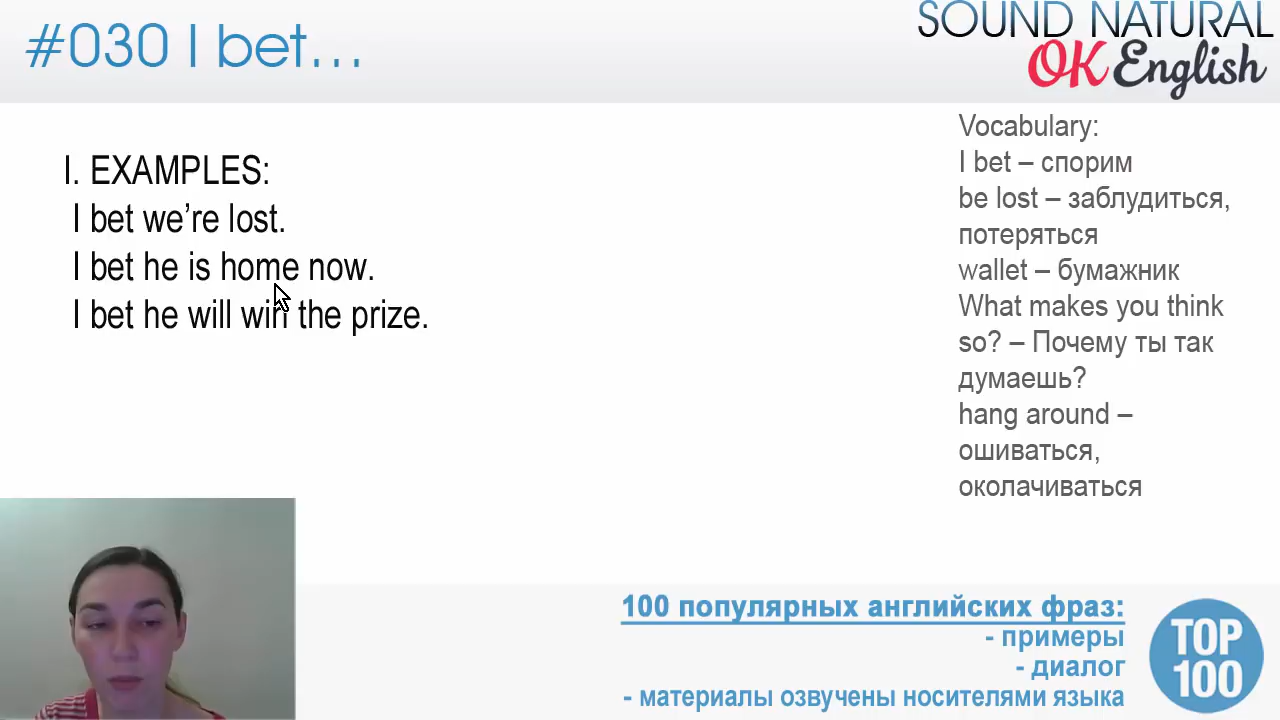 #030 I bet...
SOUND NATURAL
OK English
I. EXAMPLES:
I bet we’re lost.
I bet he is home now.
I bet he will win the prize.
Vocabulary:
I bet – спорим
be lost – заблудиться,
потеряться
wallet – бумажник
What makes you think
so? – Почему ты так
думаешь?
hang around –
ошиваться,
околачиваться
100 популярных английских фраз:
- примеры
- диалог
- материалы озвучены носителями языка
TOP
100